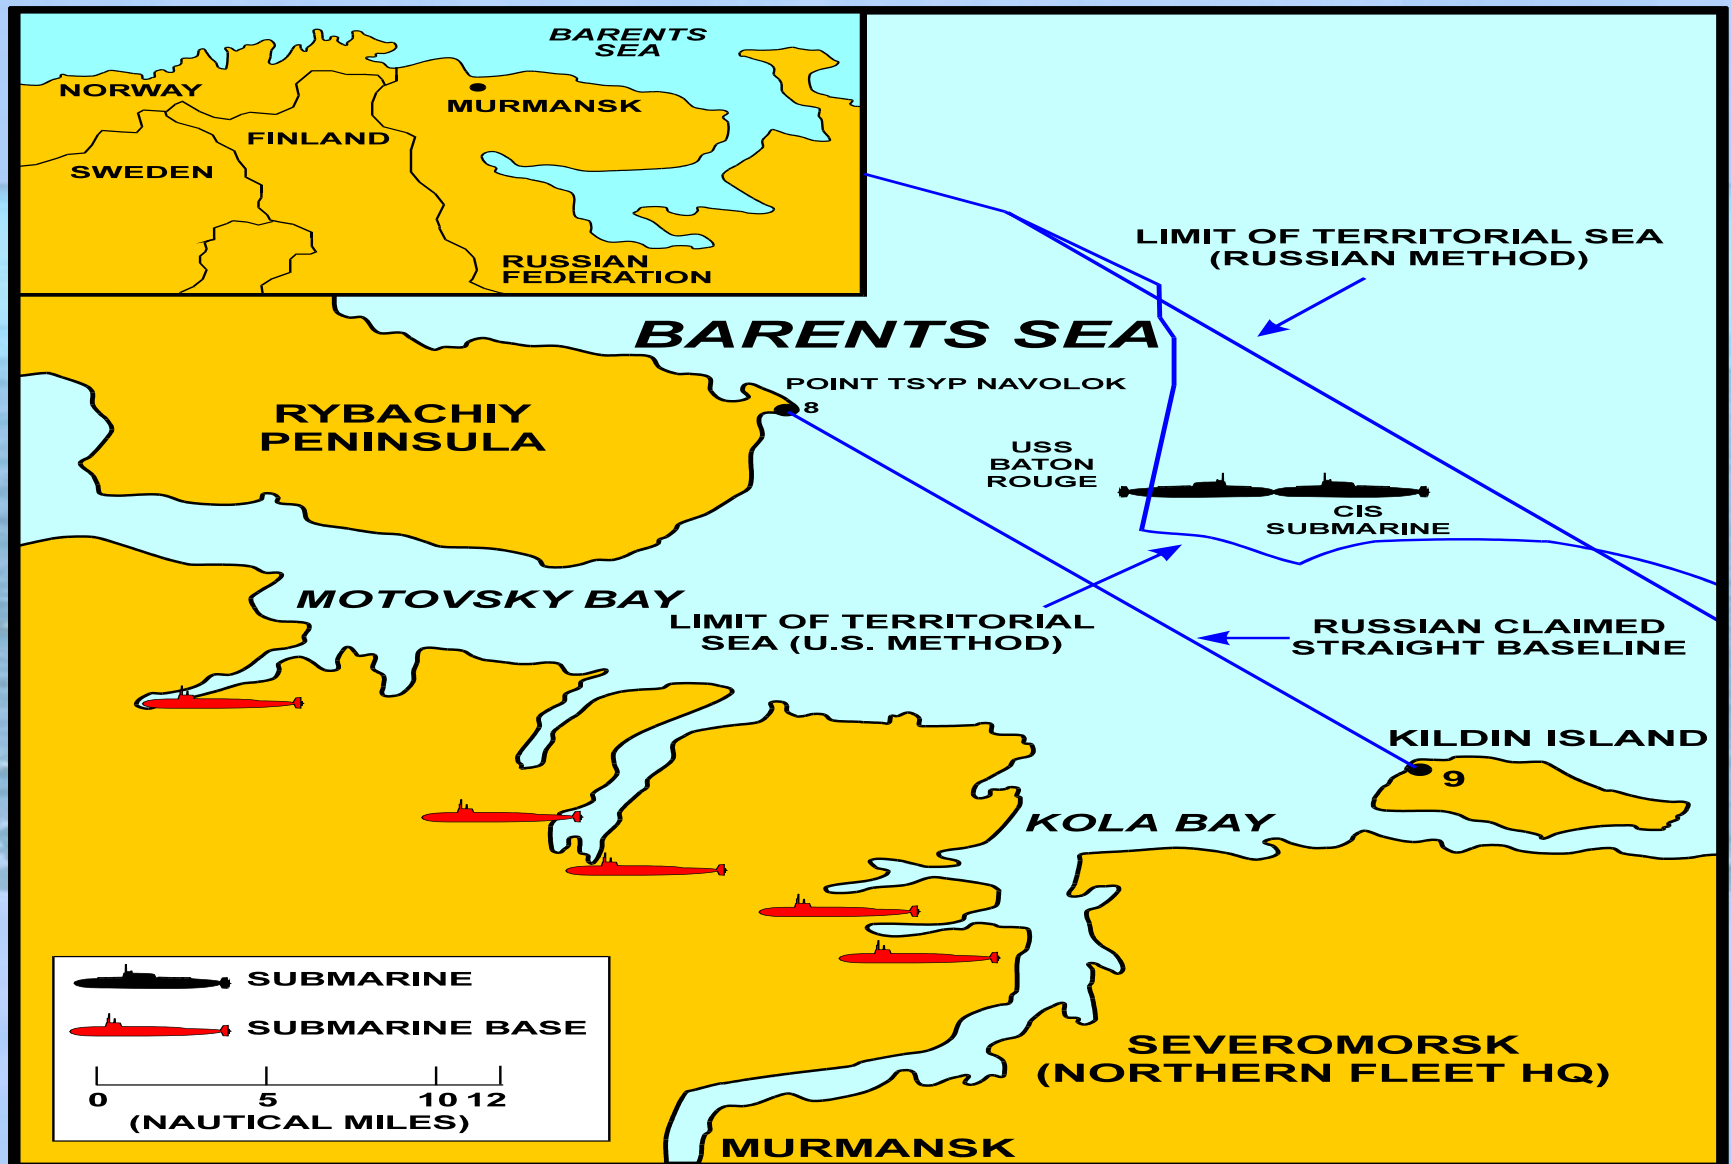 BARENTS
SEA
NORWAY
MURMANSK
FINLAND
SWEDEN
RUSSIAN
FEDERATION
LIMIT OF TERRITORIAL SEA
(RUSSIAN METHOD)
BARENTS SEA
POINT TSYP NAVOLOK
8
RYBACHIY
PENINSULA
USS
BATON
ROUGE
CIS
SUBMARINE
MOTOVSKY BAY
LIMIT OF TERRITORIAL
SEA (U.S. METHOD)
RUSSIAN CLAIMED
STRAIGHT BASELINE
KILDIN ISLAND
9
KOLA BAY
SUBMARINE
SUBMARINE BASE
0 5 10 12
(NAUTICAL MILES)
SEVEROMORSK
(NORTHERN FLEET HQ)
MURMANSK